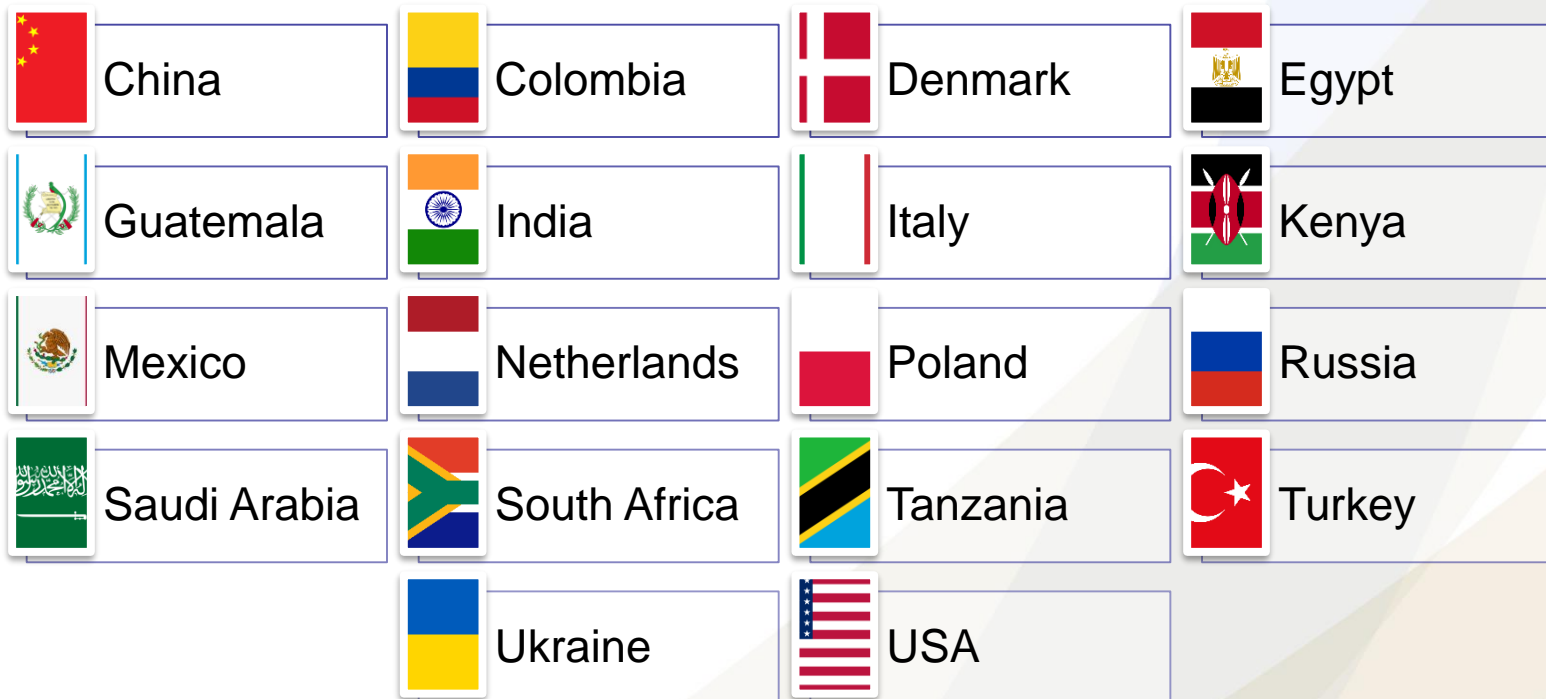 China
Colombia
Denmark
Egypt
Guatemala
India
Italy
Kenya
Mexico
Netherlands
Poland
Russia
Saudi Arabia
South Africa
Tanzania
Turkey
Ukraine
USA